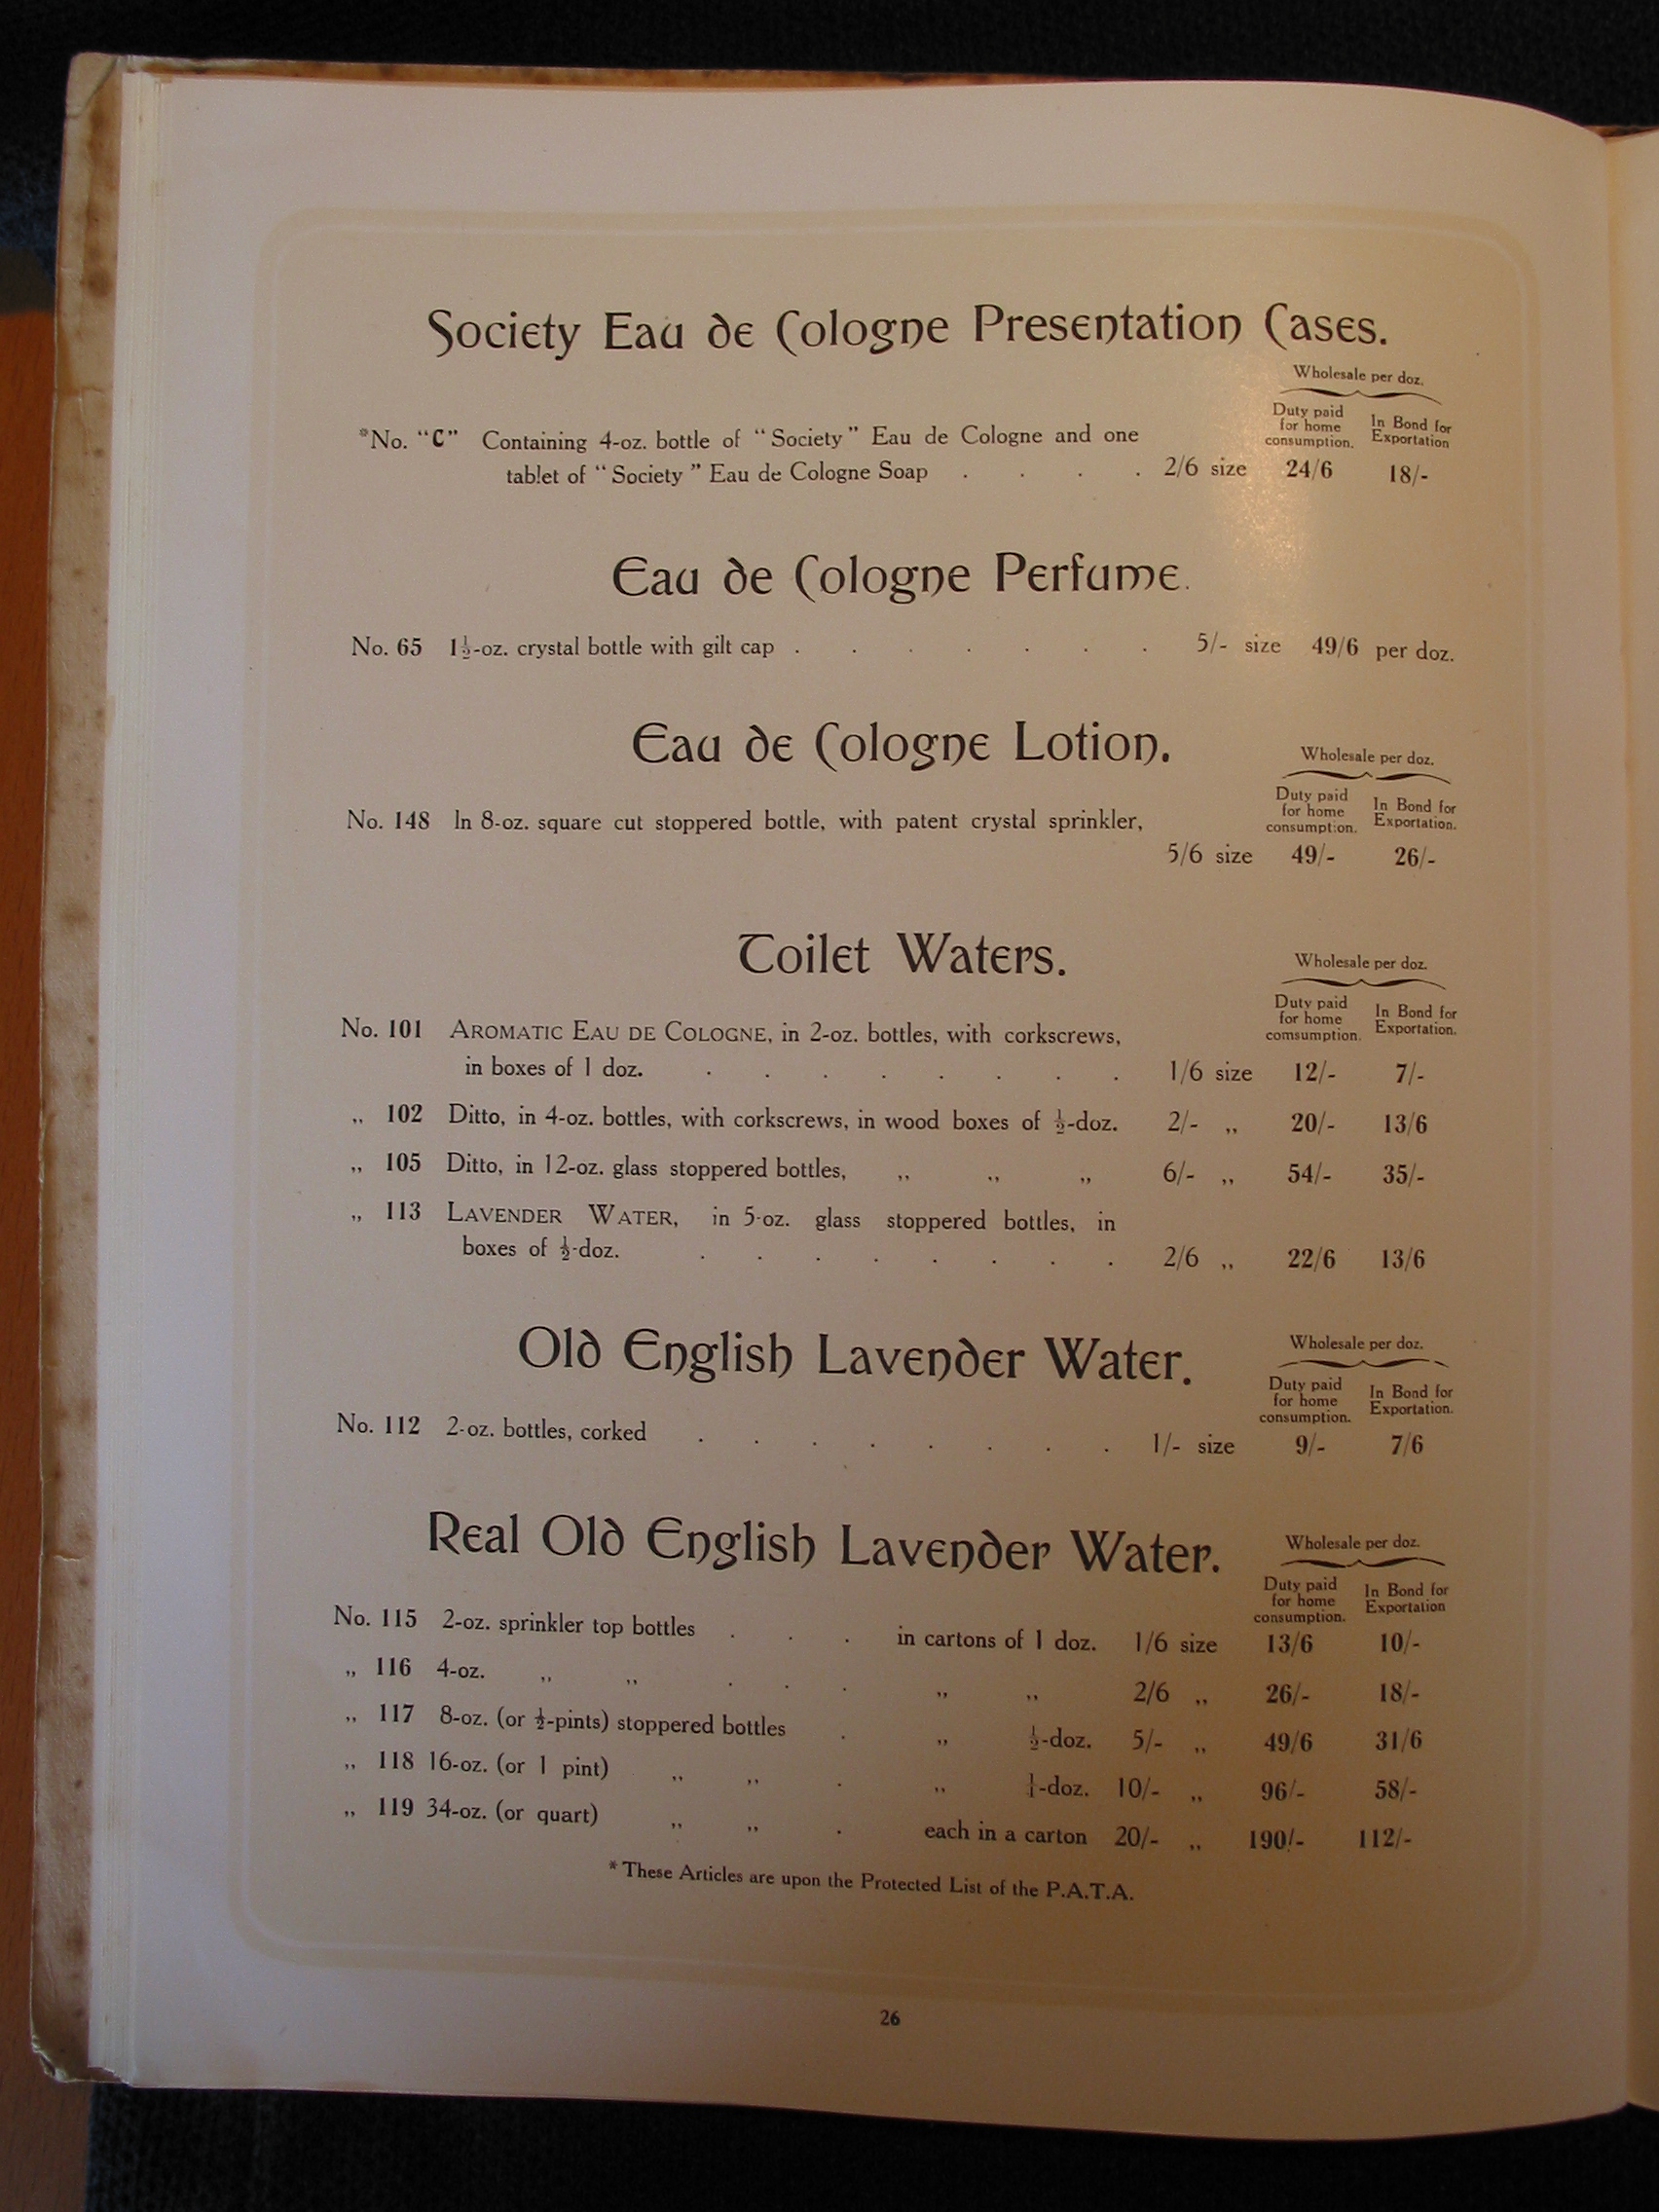 Society Eau de Cologne Presentation Cases.
Wholesale per doz.
Duty paid for home consumption. In Bond for Exportation
*No. "C" Containing 4-oz. bottle of "Society" Eau de Cologne and one
tablet of "Society" Eau de Cologne Soap . . . . 2/6 size 24/6 18/-
Eau de Cologne Perfume.
No. 65 1½-oz. crystal bottle with gilt cap . . . . . . . 5/- size 49/6 per doz.
Eau de Cologne Lotion.
Wholesale per doz.
Duty paid for home consumption. In Bond for Exportation.
No. 148 In 8-oz. square cut stoppered bottle, with patent crystal sprinkler,
5/6 size 49/- 26/-
Toilet Waters.
Wholesale per doz.
Duty paid for home comsumption. In Bond for Exportation.
No. 101 AROMATIC EAU DE COLOGNE, in 2-oz. bottles, with corkscrews,
in boxes of 1 doz. . . . . . . . . 1/6 size 12/- 7/-
„ 102 Ditto, in 4-oz. bottles, with corkscrews, in wood boxes of ½-doz. 2/- „ 20/- 13/6
„ 105 Ditto, in 12-oz. glass stoppered bottles, „ „ „ 6/- „ 54/- 35/-
„ 113 LAVENDER WATER, in 5-oz. glass stoppered bottles, in
boxes of ½-doz. . . . . . . . . 2/6 „ 22/6 13/6
Old English Lavender Water.
Wholesale per doz.
Duty paid for home consumption. In Bond for Exportation.
No. 112 2-oz. bottles, corked . . . . . . . . 1/- size 9/- 7/6
Real Old English Lavender Water.
Wholesale per doz.
Duty paid for home consumption. In Bond for Exportation
No. 115 2-oz. sprinkler top bottles . . . in cartons of 1 doz. 1/6 size 13/6 10/-
„ 116 4-oz. „ „ . . . „ „ 2/6 „ 26/- 18/-
„ 117 8-oz. (or ½-pints) stoppered bottles . „ ½-doz. 5/- „ 49/6 31/6
„ 118 16-oz. (or 1 pint) „ „ . „ -doz. 10/- „ 96/- 58/-
„ 119 34-oz. (or quart) „ „ . each in a carton 20/- „ 190/- 112/-
*These Articles are upon the Protected List of the P.A.T.A.
26